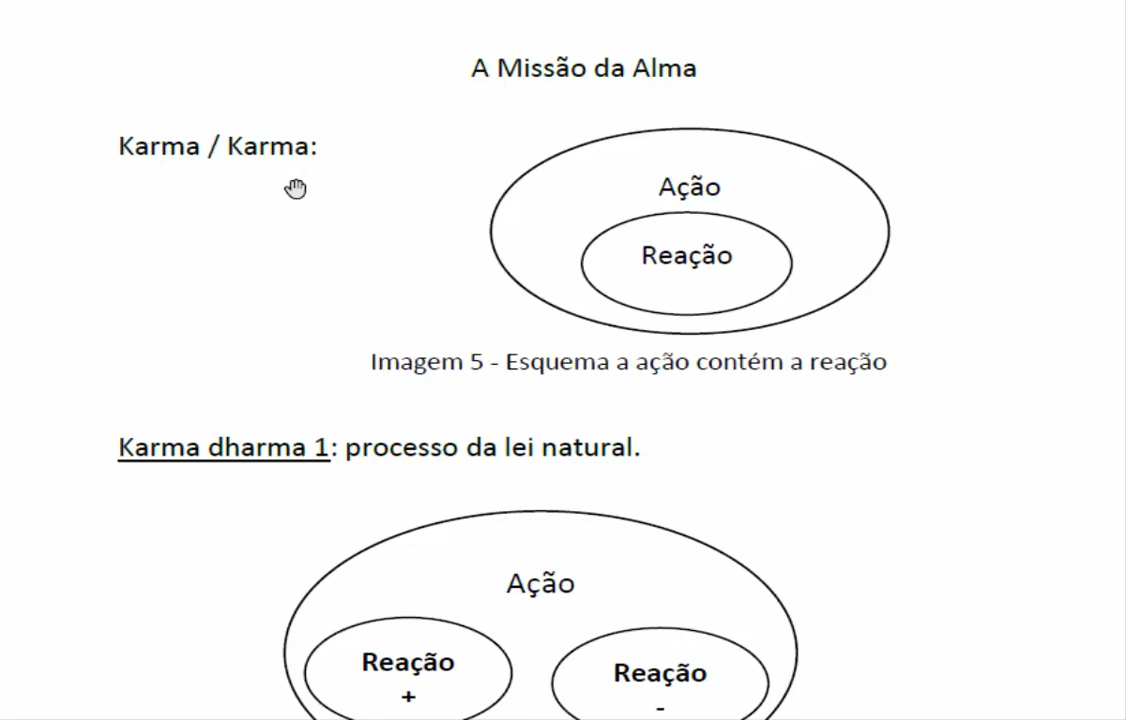 A Missão da Alma
Karma / Karma:
Ação
Reação
Imagem 5 - Esquema a ação contém a reação
Karma dharma 1: processo da lei natural.
Ação
Reação
+
Reação
-